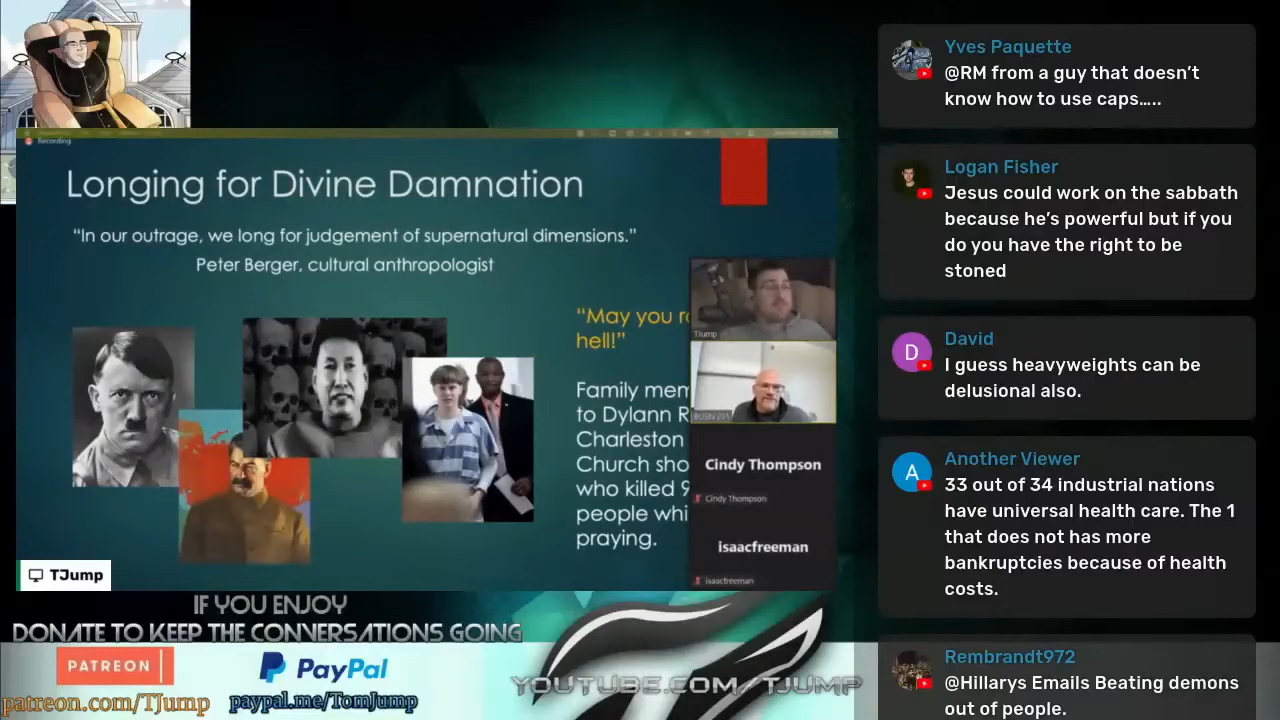 Recording
Longing for Divine Damnation
“In our outrage, we long for judgement of supernatural dimensions.”
Peter Berger, cultural anthropologist
“May you
hell!”
Family mem
to Dylann R
Charleston
Church sho
who killed 9
people whi
praying.
TJump
BUSN 201
Cindy Thompson
Cindy Thompson
isaacfreeman
isaacfreeman
TJump
IF YOU ENJOY
DONATE TO KEEP THE CONVERSATIONS GOING
PATREON
PayPal
patreon.com/TJump
paypal.me/TomJump
YOUTUBE.COM/TJUMP
Yves Paquette
@RM from a guy that doesn’t
know how to use caps.....
Logan Fisher
Jesus could work on the sabbath
because he’s powerful but if you
do you have the right to be
stoned
D
David
I guess heavyweights can be
delusional also.
A
Another Viewer
33 out of 34 industrial nations
have universal health care. The 1
that does not has more
bankruptcies because of health
costs.
Rembrandt972
@Hillarys Emails Beating demons
out of people.